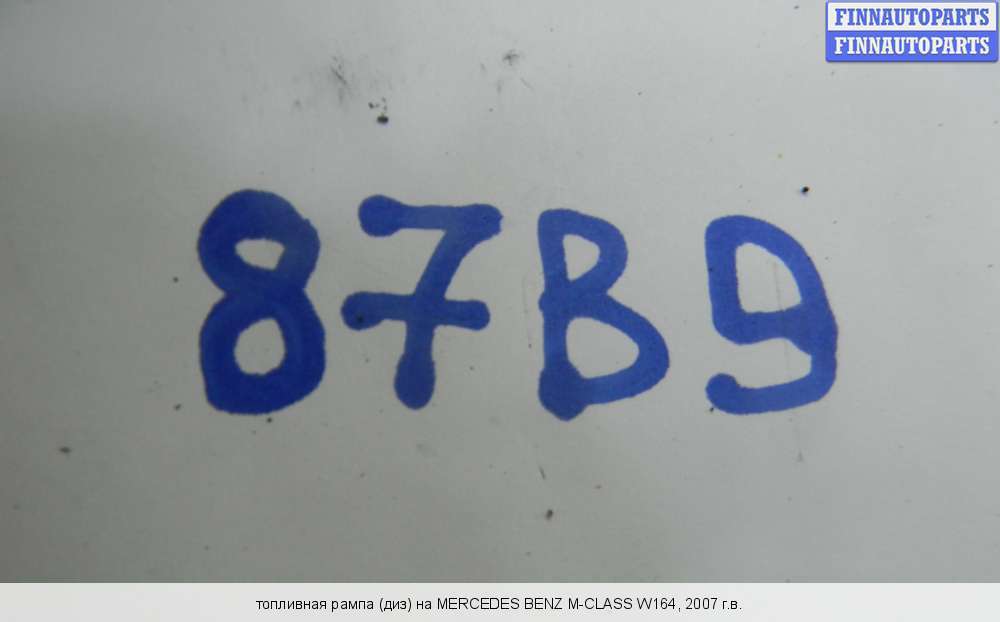 FINNAUTOPARTS
FINNAUTOPARTS
87B9
топливная рампа (диз) на MERCEDES BENZ M-CLASS W164, 2007 г.в.